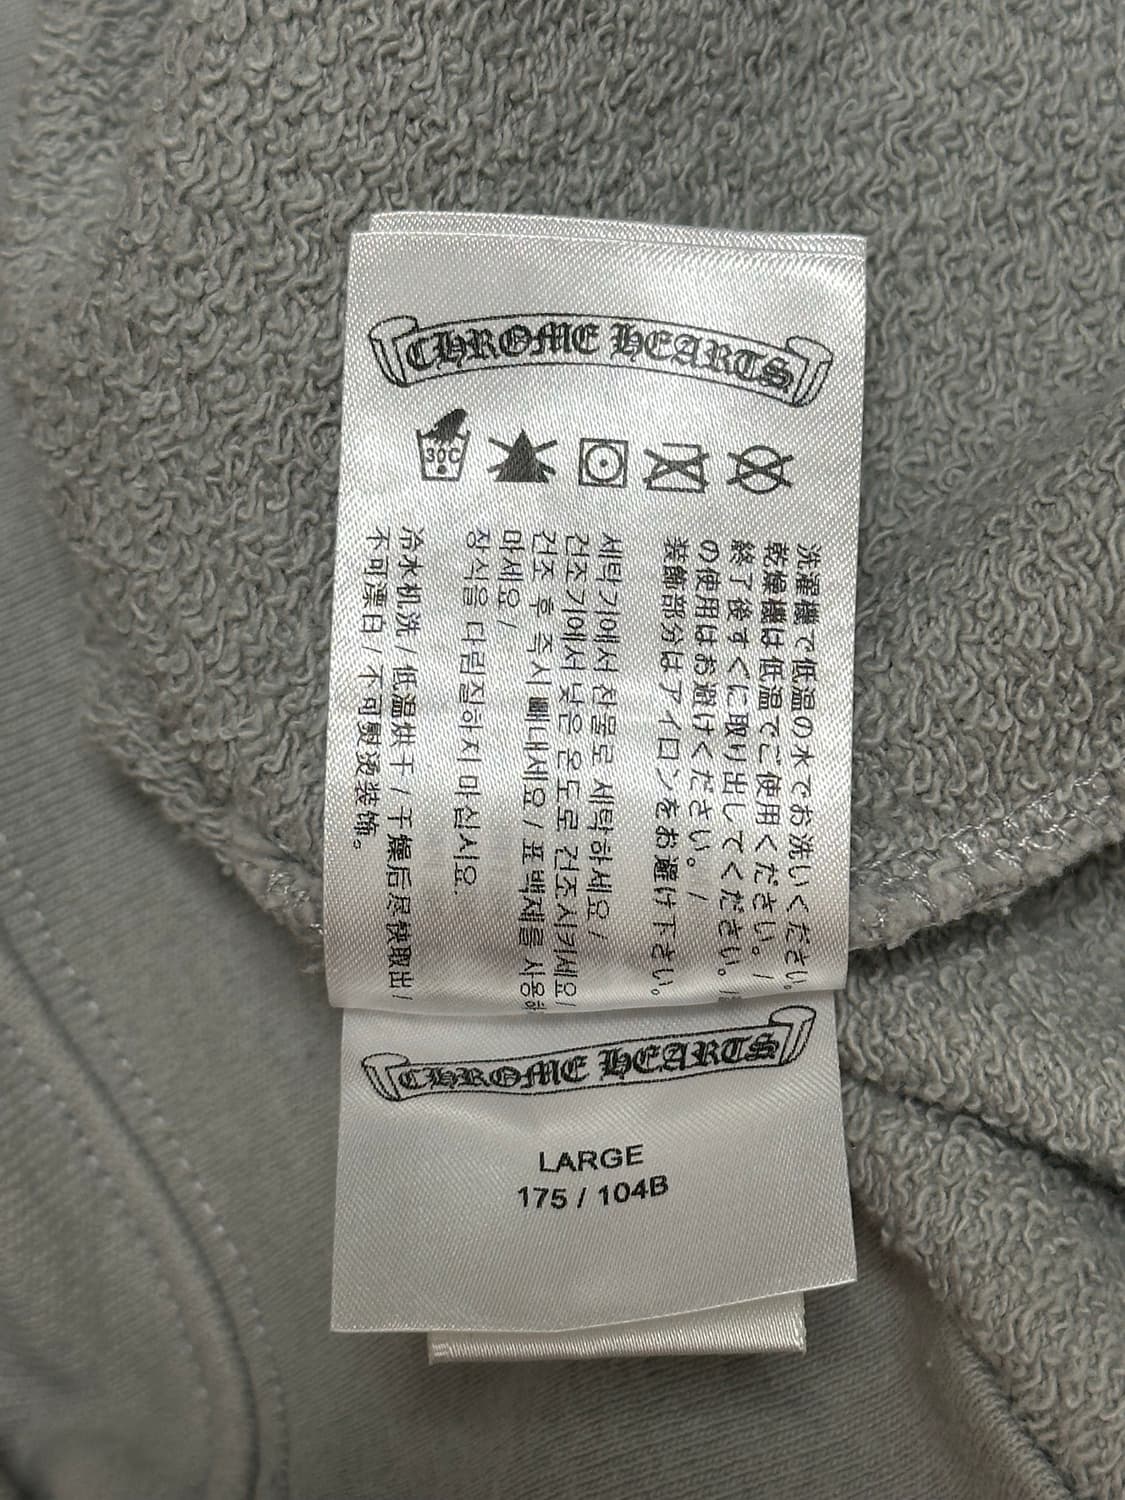 CHROME HEARTS
30C
洗濯機で低温の水でお洗いください。
乾燥機は低温でご使用ください。/
終了後すぐに取り出してください。/
の使用はお避けください。/
装飾部分はアイロンをお避け下さい。
세탁기에서 찬물로 세탁하세요 /
건조기에서 낮은 온도로 건조시키세요/
건조 후 즉시 빼내세요 / 표백제를 사용하
마세요 /
장식을 다림질하지 마십시요.
冷水机洗 / 低温烘干 / 干燥后尽快取出 /
不可漂白 / 不可熨烫装饰。
CHROME HEARTS
LARGE
175 / 104B